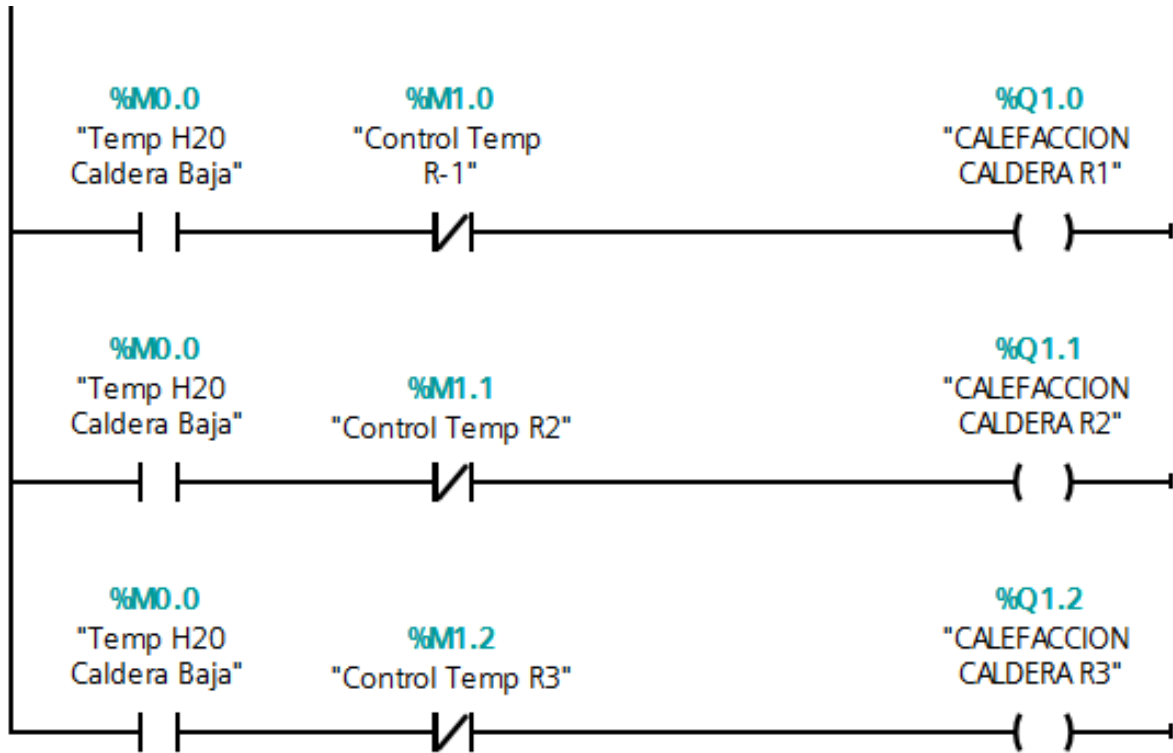 %M0.0 %M1.0 %Q1.0
"Temp H20 "Control Temp "CALEFACCION
Caldera Baja" R-1" CALDERA R1"
%M0.0 %Q1.1
"Temp H20 %M1.1 "CALEFACCION
Caldera Baja" "Control Temp R2" CALDERA R2"
%M0.0 %Q1.2
"Temp H20 %M1.2 "CALEFACCION
Caldera Baja" "Control Temp R3" CALDERA R3"